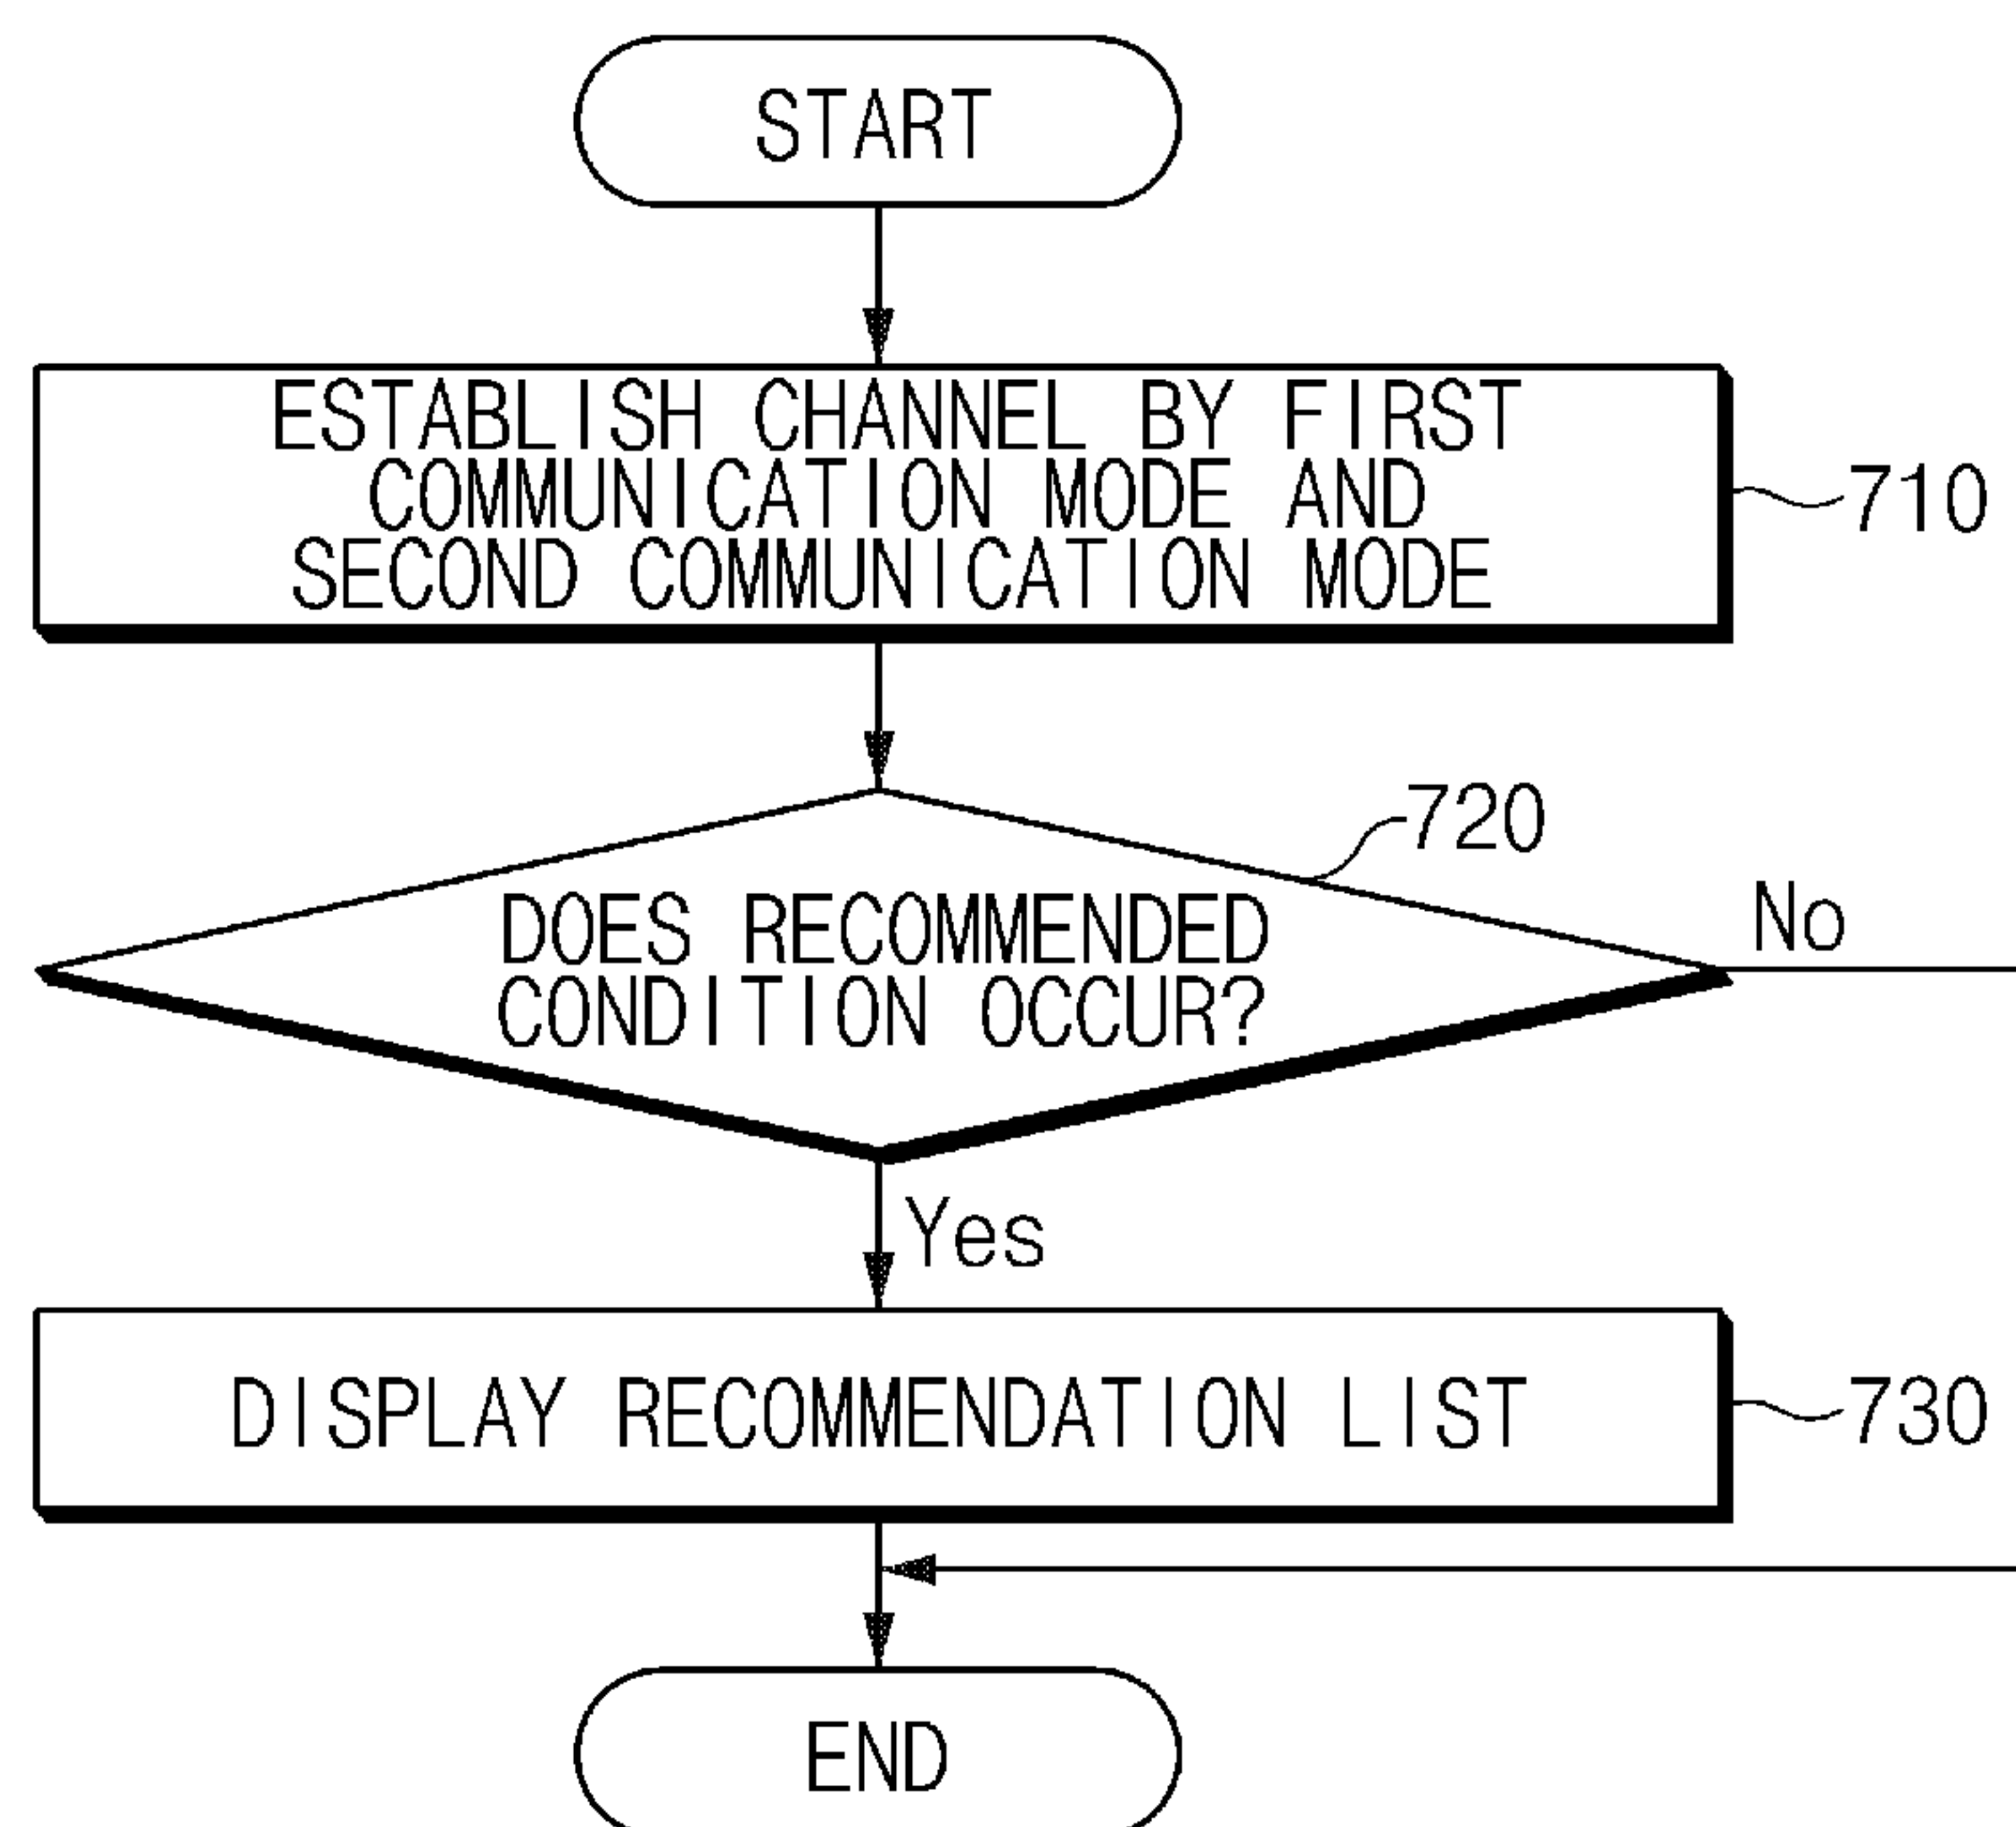 START
ESTABLISH CHANNEL BY FIRST
COMMUNICATION MODE AND
SECOND COMMUNICATION MODE
710
720
DOES RECOMMENDED
CONDITION OCCUR?
No
Yes
DISPLAY RECOMMENDATION LIST
730
END